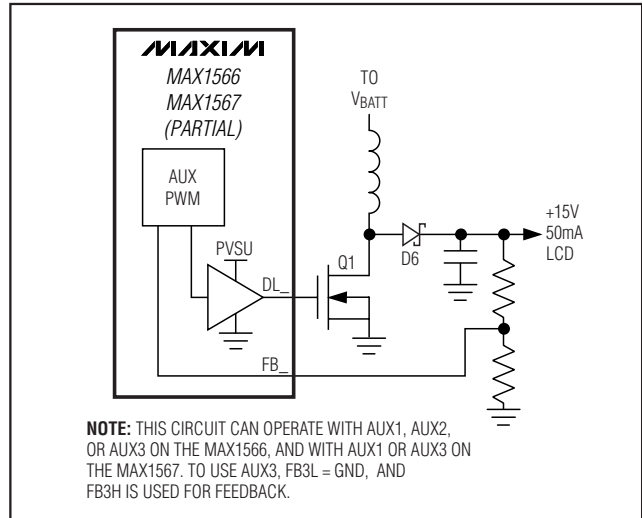 MAXIM
MAX1566
MAX1567
(PARTIAL)
TO
VBATT
AUX
PWM
PVSU
DL_
Q1
D6
+15V
50mA
LCD
FB_
NOTE: THIS CIRCUIT CAN OPERATE WITH AUX1, AUX2,
OR AUX3 ON THE MAX1566, AND WITH AUX1 OR AUX3 ON
THE MAX1567. TO USE AUX3, FB3L = GND, AND
FB3H IS USED FOR FEEDBACK.